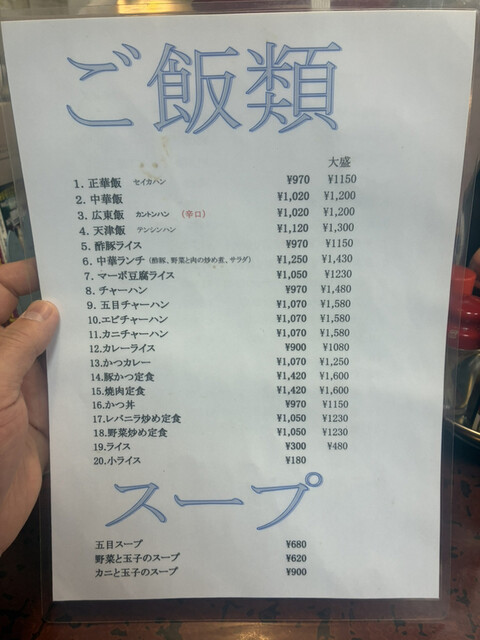 ご飯類
大盛
1. 正華飯 セイカハン ¥970 ¥1150
2. 中華飯 ¥1,020 ¥1,200
3. 広東飯 カントンハン (辛口) ¥1,020 ¥1,200
4. 天津飯 テンシンハン ¥1,120 ¥1,300
5. 酢豚ライス ¥970 ¥1150
6. 中華ランチ (酢豚、野菜と肉の炒め煮、サラダ) ¥1,250 ¥1,430
7. マーボ豆腐ライス ¥1,050 ¥1230
8. チャーハン ¥970 ¥1,480
9. 五目チャーハン ¥1,070 ¥1,580
10.エビチャーハン ¥1,070 ¥1,580
11.カニチャーハン ¥1,070 ¥1,580
12.カレーライス ¥900 ¥1080
13.かつカレー ¥1,070 ¥1,250
14.豚かつ定食 ¥1,420 ¥1,600
15.焼肉定食 ¥1,420 ¥1,600
16.かつ丼 ¥970 ¥1150
17.レバニラ炒め定食 ¥1,050 ¥1230
18.野菜炒め定食 ¥1,050 ¥1230
19.ライス ¥300 ¥480
20.小ライス ¥180
スープ
五目スープ ¥680
野菜と玉子のスープ ¥620
カニと玉子のスープ ¥900